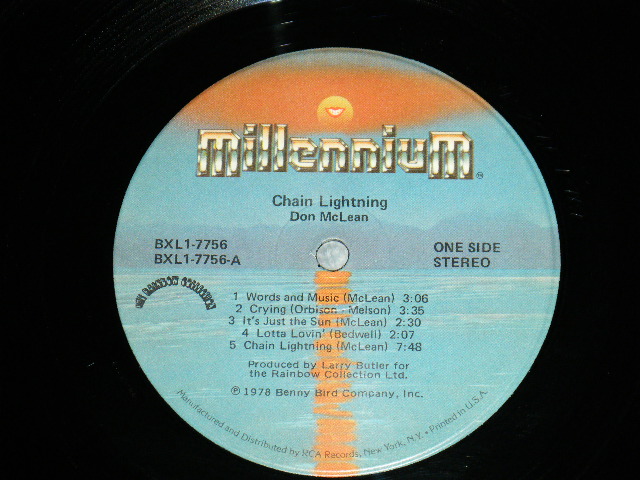 millennium
Chain Lightning
Don McLean
BXL1-7756
BXL1-7756-A
ONE SIDE
STEREO
1 Words and Music (McLean) 3:06
2 Crying (Orbison - Melson) 3:35
3 It's Just the Sun (McLean) 2:30
4 Lotta Lovin' (Bedwell) 2:07
5 Chain Lightning (McLean) 7:48
Produced by Larry Butler for
the Rainbow Collection Ltd.
℗ 1978 Benny Bird Company, Inc.
Manufactured and Distributed by RCA Records, New York, N.Y. • Printed in U.S.A.